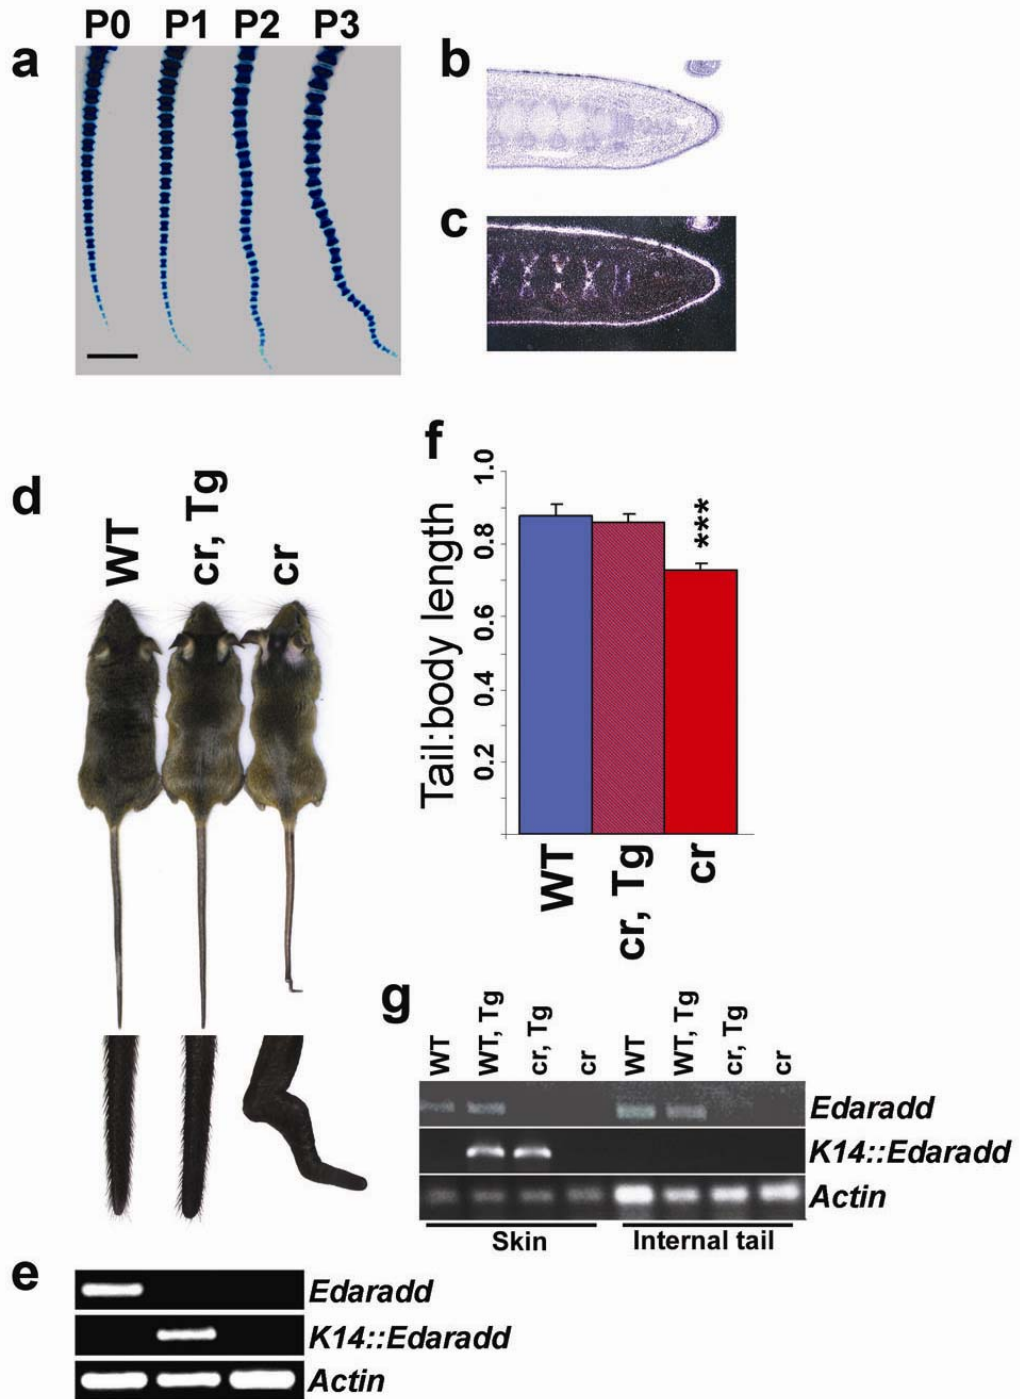 P0 P1 P2 P3
a
b
c
d
WT
cr, Tg
cr
f
Tail:body length
1.0
0.8
0.6
0.4
0.2
***
WT
cr, Tg
cr
g
WT
WT, Tg
cr, Tg
cr
WT
WT, Tg
cr, Tg
cr
Edaradd
K14::Edaradd
Actin
Skin
Internal tail
e
Edaradd
K14::Edaradd
Actin